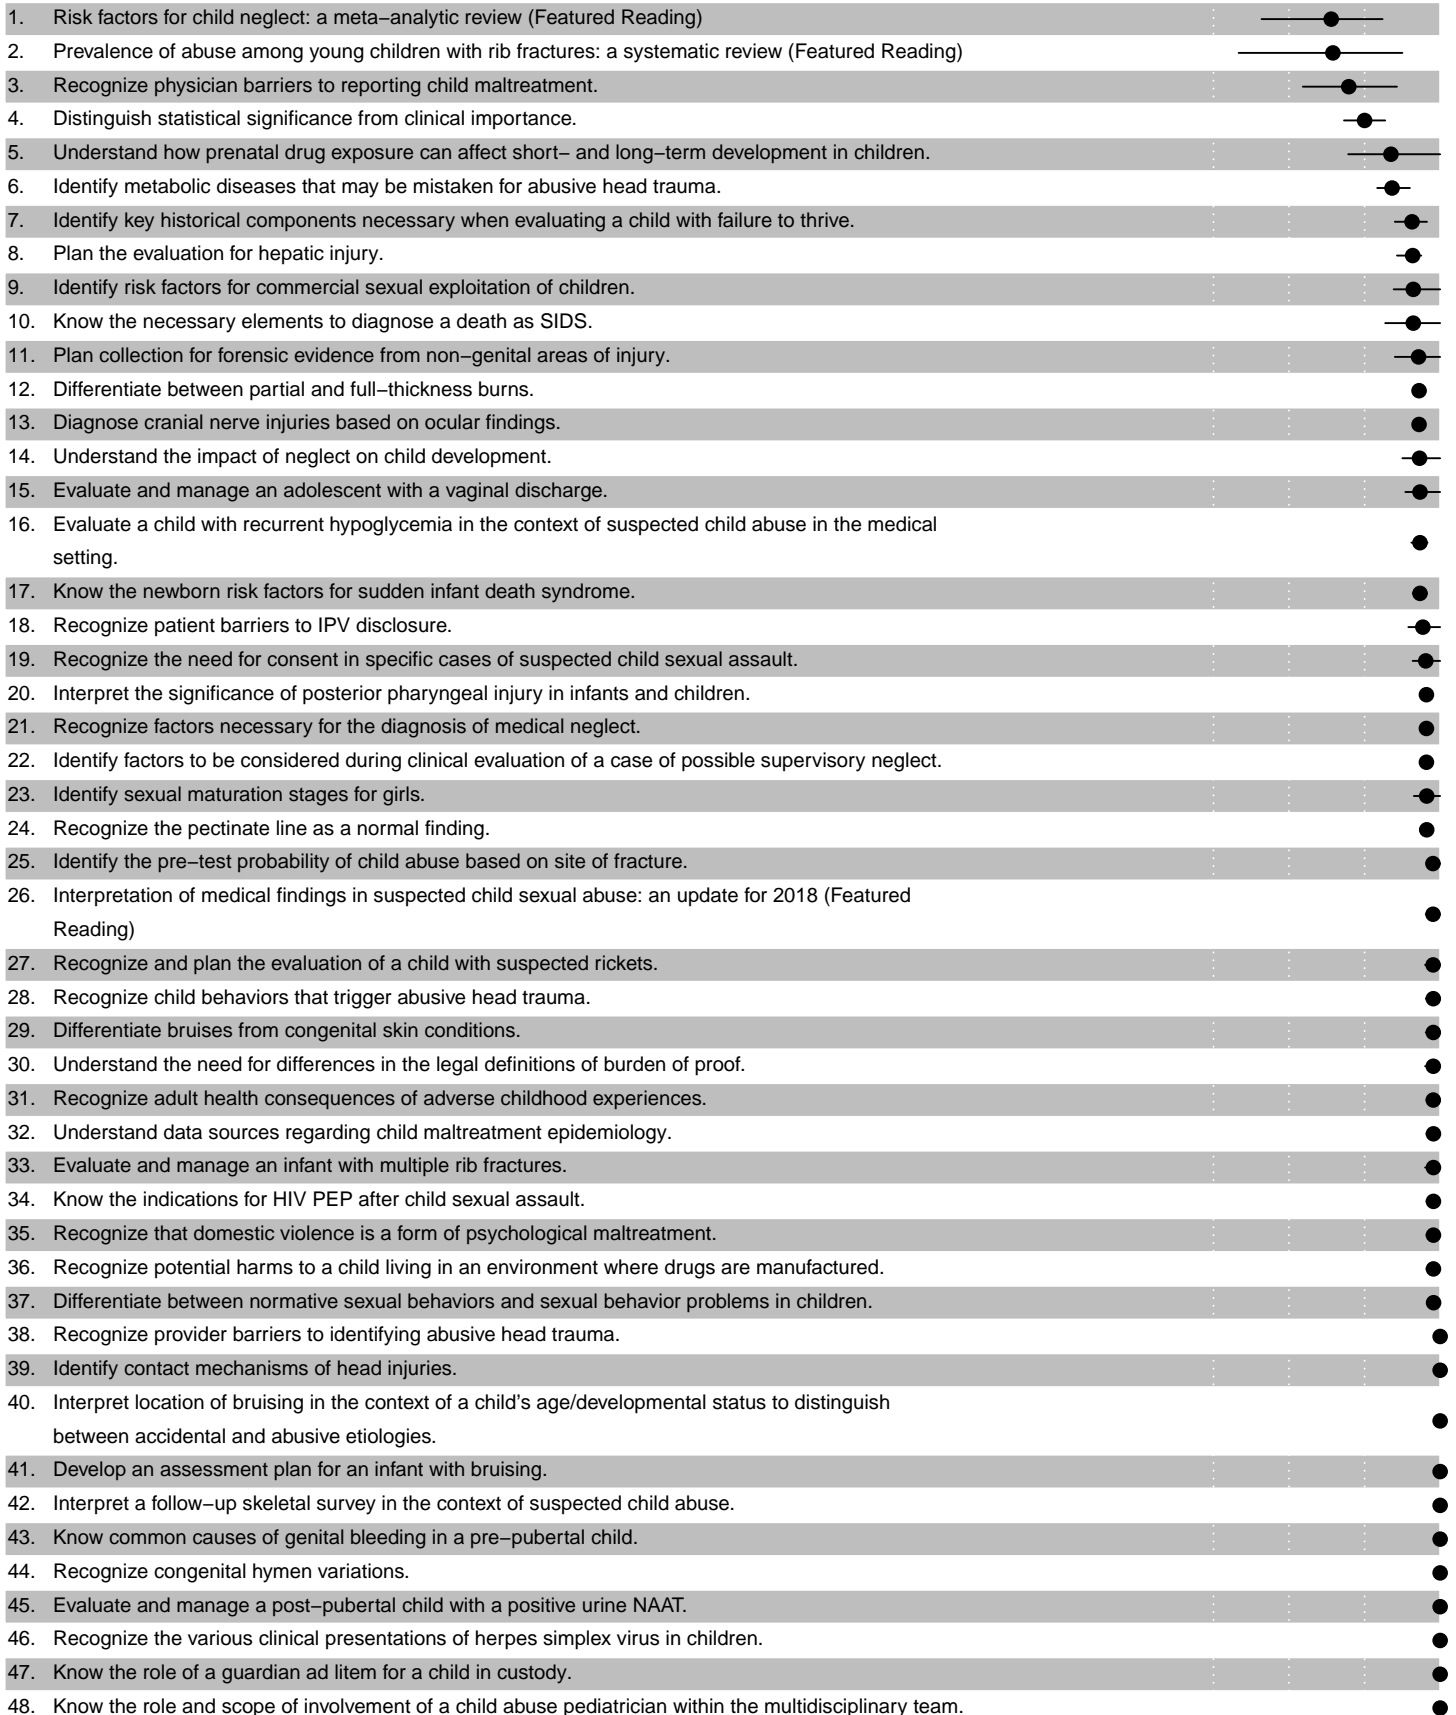 1. Risk factors for child neglect: a meta−analytic review (Featured Reading)
2. Prevalence of abuse among young children with rib fractures: a systematic review (Featured Reading)
3. Recognize physician barriers to reporting child maltreatment.
4. Distinguish statistical significance from clinical importance.
5. Understand how prenatal drug exposure can affect short− and long−term development in children.
6. Identify metabolic diseases that may be mistaken for abusive head trauma.
7. Identify key historical components necessary when evaluating a child with failure to thrive.
8. Plan the evaluation for hepatic injury.
9. Identify risk factors for commercial sexual exploitation of children.
10. Know the necessary elements to diagnose a death as SIDS.
11. Plan collection for forensic evidence from non−genital areas of injury.
12. Differentiate between partial and full−thickness burns.
13. Diagnose cranial nerve injuries based on ocular findings.
14. Understand the impact of neglect on child development.
15. Evaluate and manage an adolescent with a vaginal discharge.
16. Evaluate a child with recurrent hypoglycemia in the context of suspected child abuse in the medical
setting.
17. Know the newborn risk factors for sudden infant death syndrome.
18. Recognize patient barriers to IPV disclosure.
19. Recognize the need for consent in specific cases of suspected child sexual assault.
20. Interpret the significance of posterior pharyngeal injury in infants and children.
21. Recognize factors necessary for the diagnosis of medical neglect.
22. Identify factors to be considered during clinical evaluation of a case of possible supervisory neglect.
23. Identify sexual maturation stages for girls.
24. Recognize the pectinate line as a normal finding.
25. Identify the pre−test probability of child abuse based on site of fracture.
26. Interpretation of medical findings in suspected child sexual abuse: an update for 2018 (Featured
Reading)
27. Recognize and plan the evaluation of a child with suspected rickets.
28. Recognize child behaviors that trigger abusive head trauma.
29. Differentiate bruises from congenital skin conditions.
30. Understand the need for differences in the legal definitions of burden of proof.
31. Recognize adult health consequences of adverse childhood experiences.
32. Understand data sources regarding child maltreatment epidemiology.
33. Evaluate and manage an infant with multiple rib fractures.
34. Know the indications for HIV PEP after child sexual assault.
35. Recognize that domestic violence is a form of psychological maltreatment.
36. Recognize potential harms to a child living in an environment where drugs are manufactured.
37. Differentiate between normative sexual behaviors and sexual behavior problems in children.
38. Recognize provider barriers to identifying abusive head trauma.
39. Identify contact mechanisms of head injuries.
40. Interpret location of bruising in the context of a child's age/developmental status to distinguish
between accidental and abusive etiologies.
41. Develop an assessment plan for an infant with bruising.
42. Interpret a follow−up skeletal survey in the context of suspected child abuse.
43. Know common causes of genital bleeding in a pre−pubertal child.
44. Recognize congenital hymen variations.
45. Evaluate and manage a post−pubertal child with a positive urine NAAT.
46. Recognize the various clinical presentations of herpes simplex virus in children.
47. Know the role of a guardian ad litem for a child in custody.
48. Know the role and scope of involvement of a child abuse pediatrician within the multidisciplinary team.